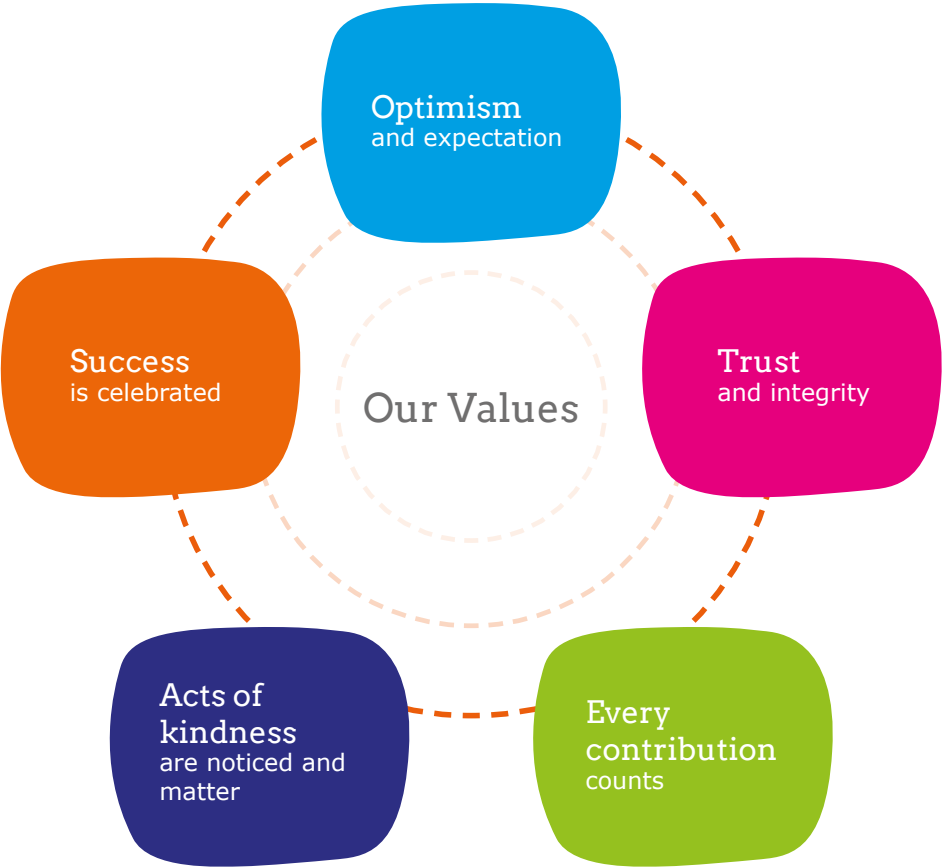 Optimism
and expectation
Success
is celebrated
Our Values
Trust
and integrity
Acts of
kindness
are noticed and
matter
Every
contribution
counts